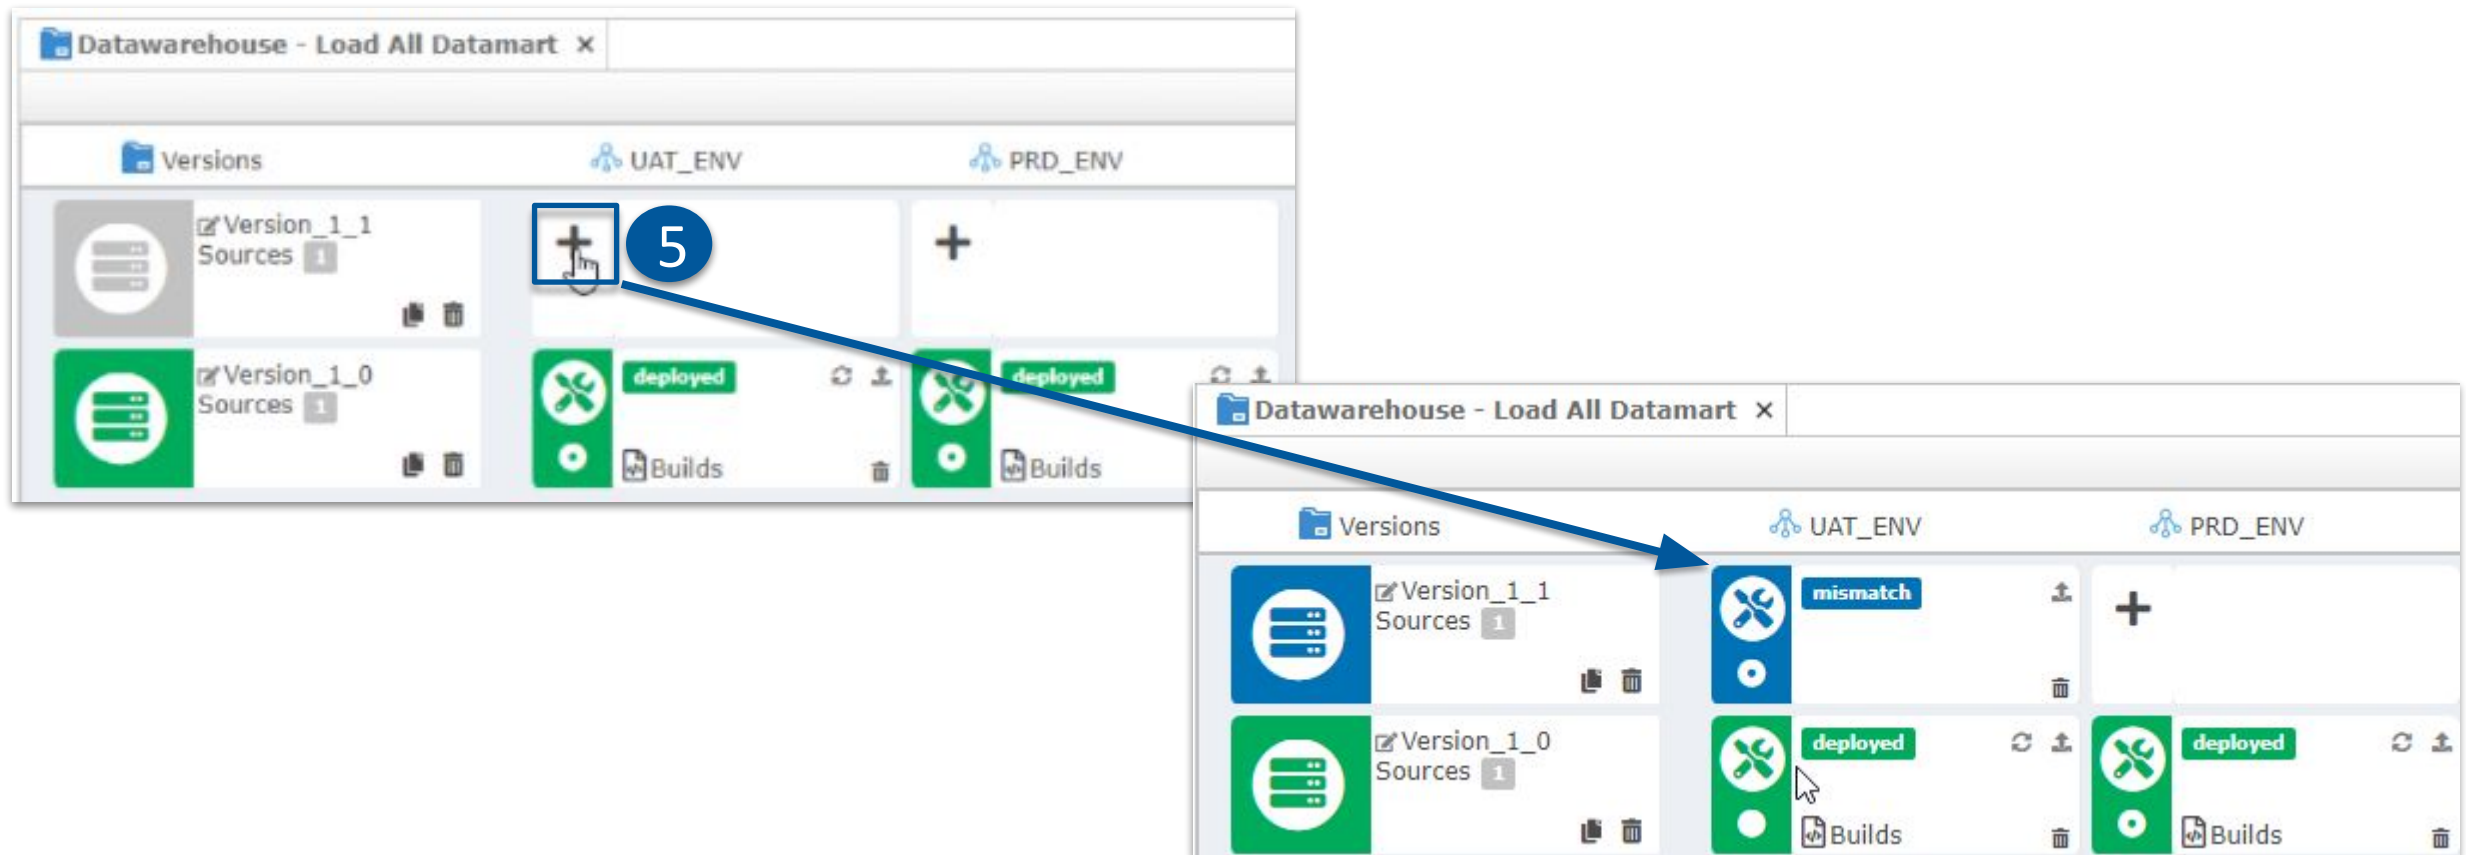 Datawarehouse - Load All Datamart
Versions UAT_ENV PRD_ENV
Version_1_1
Sources 1
5
Version_1_0
Sources 1
deployed
Builds
deployed
Builds
Datawarehouse - Load All Datamart
Versions UAT_ENV PRD_ENV
Version_1_1
Sources 1
mismatch
Version_1_0
Sources 1
deployed
Builds
deployed
Builds